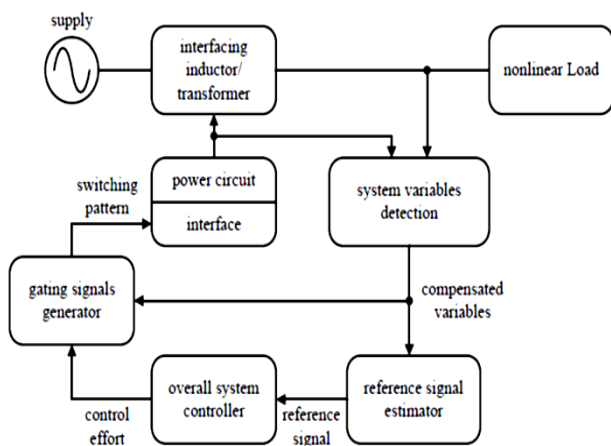 supply
interfacing
inductor/
transformer
nonlinear Load
power circuit
interface
switching
pattern
system variables
detection
gating signals
generator
compensated
variables
overall system
controller
reference signal
estimator
control
effort
reference
signal